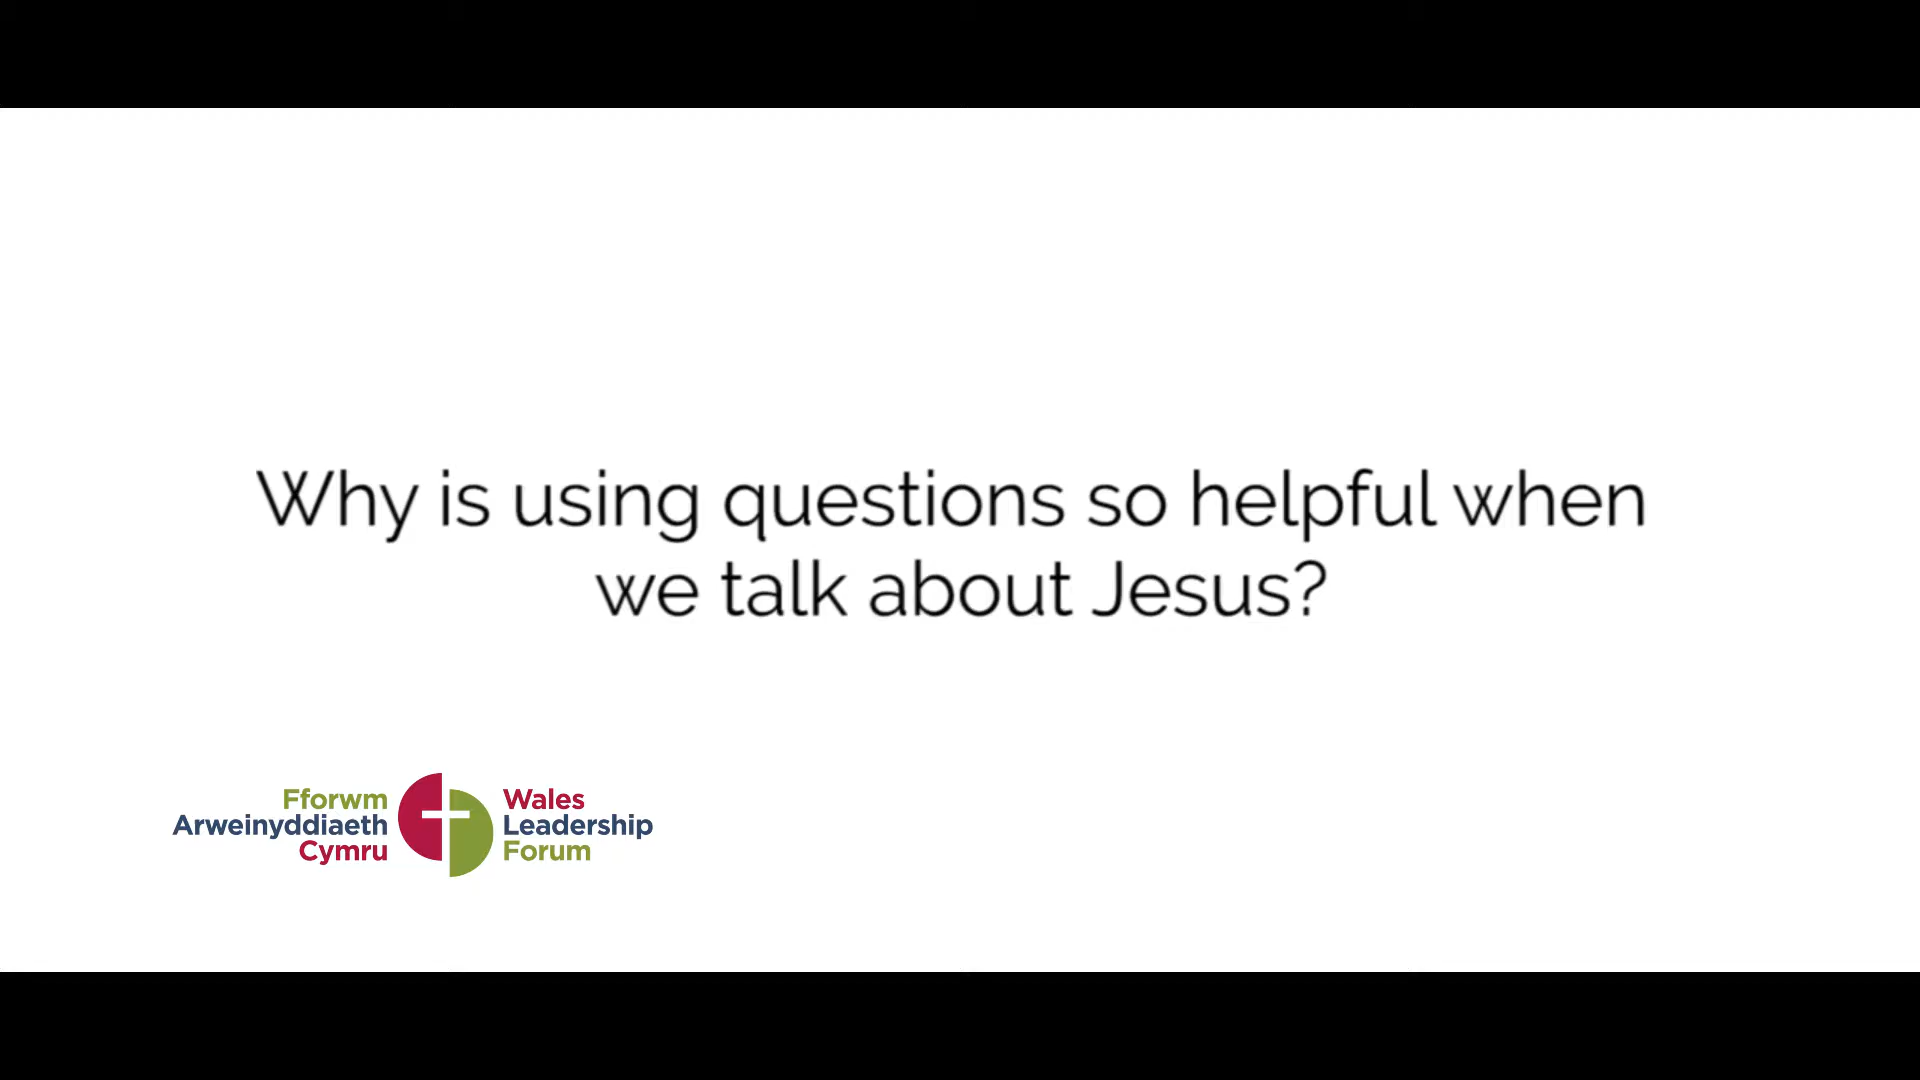 Why is using questions so helpful when
we talk about Jesus?
Fforwm
Arweinyddiaeth
Cymru
Wales
Leadership
Forum